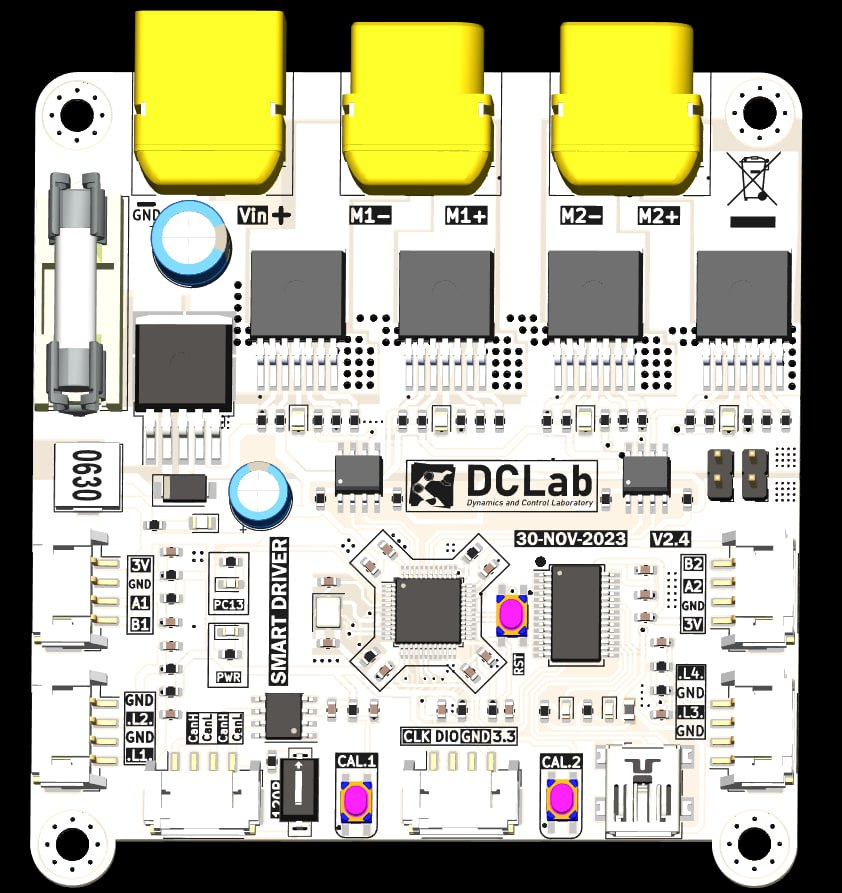 GND Vin + M1- M1+ M2- M2+
0630
DCLab
Dynamics and Control Laboratory
30-NOV-2023 V2.4
3V
GND
A1
B1
PC13
PWR
SMART DRIVER
RST
B2
A2
GND
3V
GND
.L2.
GND
.L1.
CanH
CanL
CanH
CanL
.L4.
GND
.L3.
GND
120R
CAL.1
CLK DIO GND 3.3
CAL.2